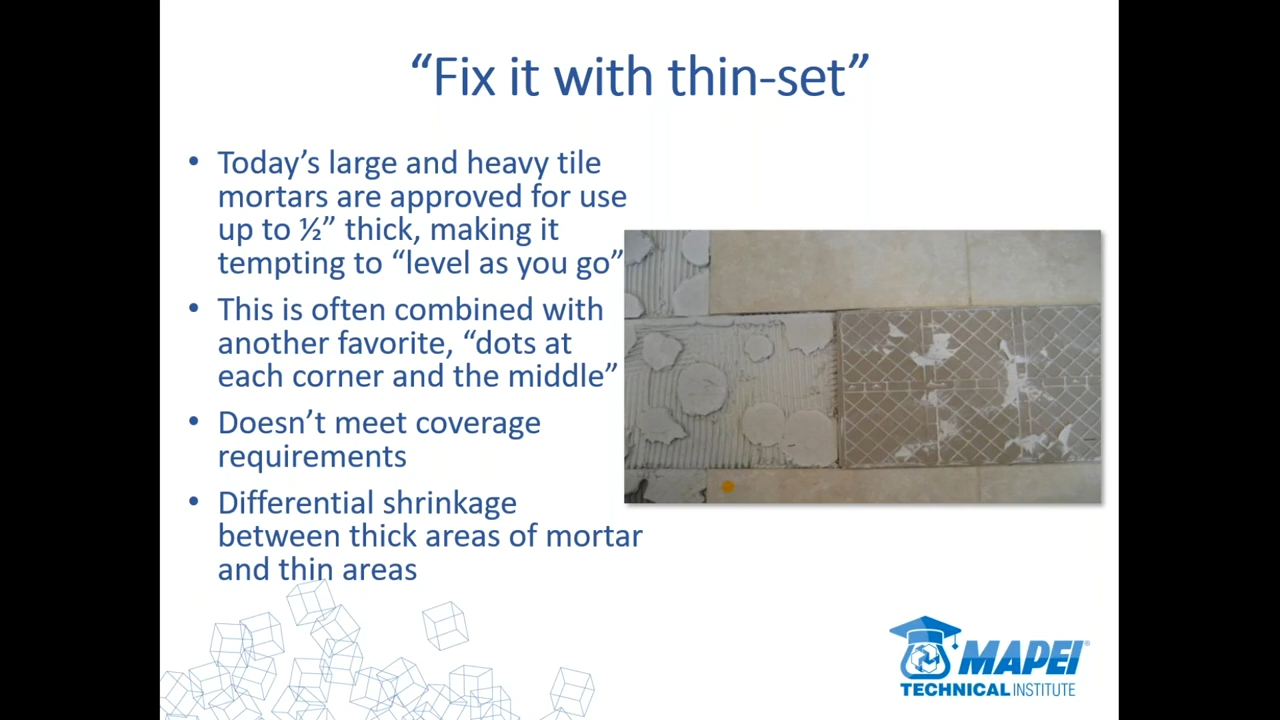 “Fix it with thin-set”
• Today’s large and heavy tile
mortars are approved for use
up to ½” thick, making it
tempting to “level as you go”
• This is often combined with
another favorite, “dots at
each corner and the middle”
• Doesn’t meet coverage
requirements
• Differential shrinkage
between thick areas of mortar
and thin areas
MAPEI®
TECHNICAL INSTITUTE